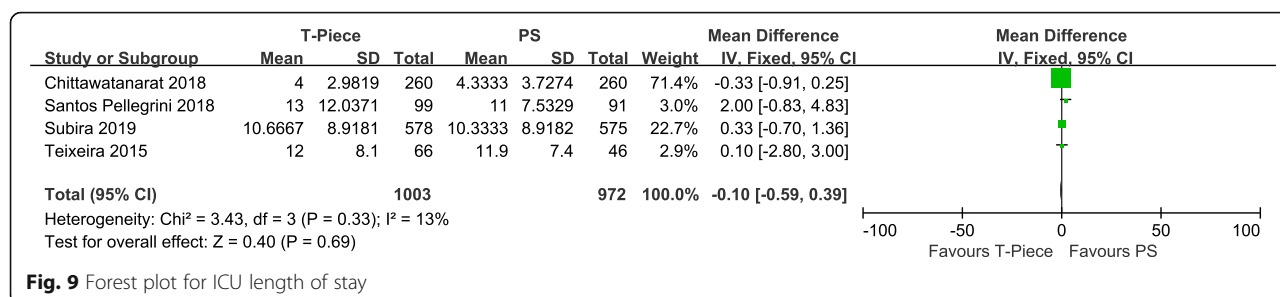 T-Piece PS Mean Difference Mean Difference
Study or Subgroup Mean SD Total Mean SD Total Weight IV, Fixed, 95% CI IV, Fixed, 95% CI
Chittawatanarat 2018 4 2.9819 260 4.3333 3.7274 260 71.4% -0.33 [-0.91, 0.25]
Santos Pellegrini 2018 13 12.0371 99 11 7.5329 91 3.0% 2.00 [-0.83, 4.83]
Subira 2019 10.6667 8.9181 578 10.3333 8.9182 575 22.7% 0.33 [-0.70, 1.36]
Teixeira 2015 12 8.1 66 11.9 7.4 46 2.9% 0.10 [-2.80, 3.00]
Total (95% CI) 1003 972 100.0% -0.10 [-0.59, 0.39]
Heterogeneity: Chi² = 3.43, df = 3 (P = 0.33); I² = 13%
Test for overall effect: Z = 0.40 (P = 0.69)
-100 -50 0 50 100
Favours T-Piece Favours PS
Fig. 9 Forest plot for ICU length of stay